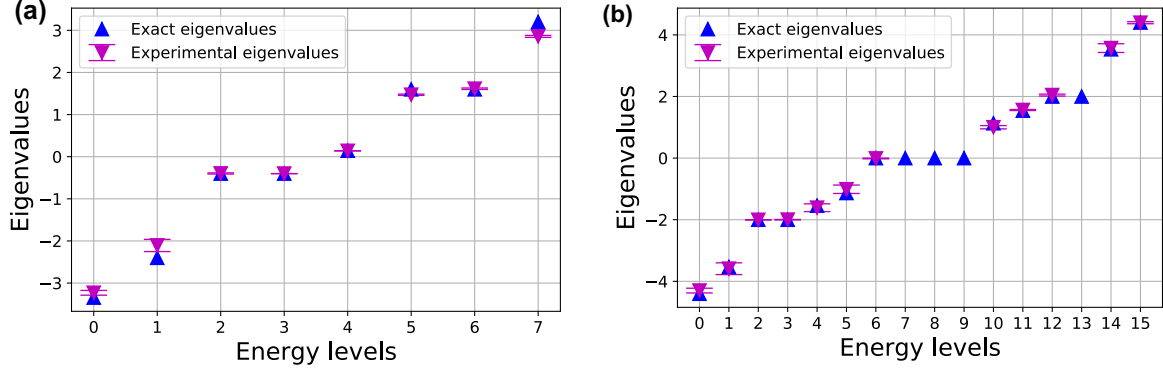 (a)
Exact eigenvalues
Experimental eigenvalues
Eigenvalues
3
2
1
0
−1
−2
−3
0 1 2 3 4 5 6 7
Energy levels
(b)
Exact eigenvalues
Experimental eigenvalues
Eigenvalues
4
2
0
−2
−4
0 1 2 3 4 5 6 7 8 9 10 11 12 13 14 15
Energy levels